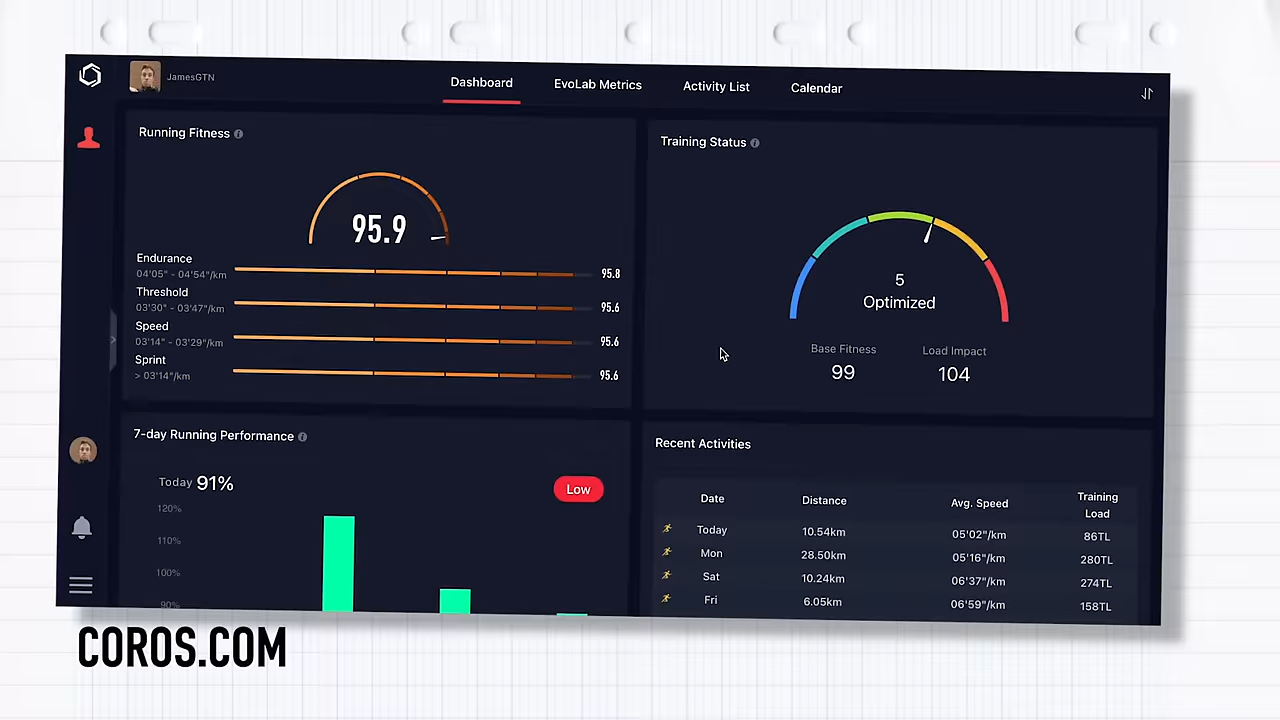 JamesGTN
Dashboard
EvoLab Metrics
Activity List
Calendar
Running Fitness
95.9
Endurance
04'05" - 04'54"/km
95.8
Threshold
03'30" - 03'47"/km
95.6
Speed
03'14" - 03'29"/km
95.6
Sprint
> 03'14"/km
95.6
Training Status
5
Optimized
Base Fitness
Load Impact
99
104
7-day Running Performance
Today 91%
Low
120%
110%
100%
90%
Recent Activities
Date Distance Avg. Speed Training Load
Today 10.54km 05'02"/km 86TL
Mon 28.50km 05'16"/km 280TL
Sat 10.24km 06'37"/km 274TL
Fri 6.05km 06'59"/km 158TL
COROS.COM